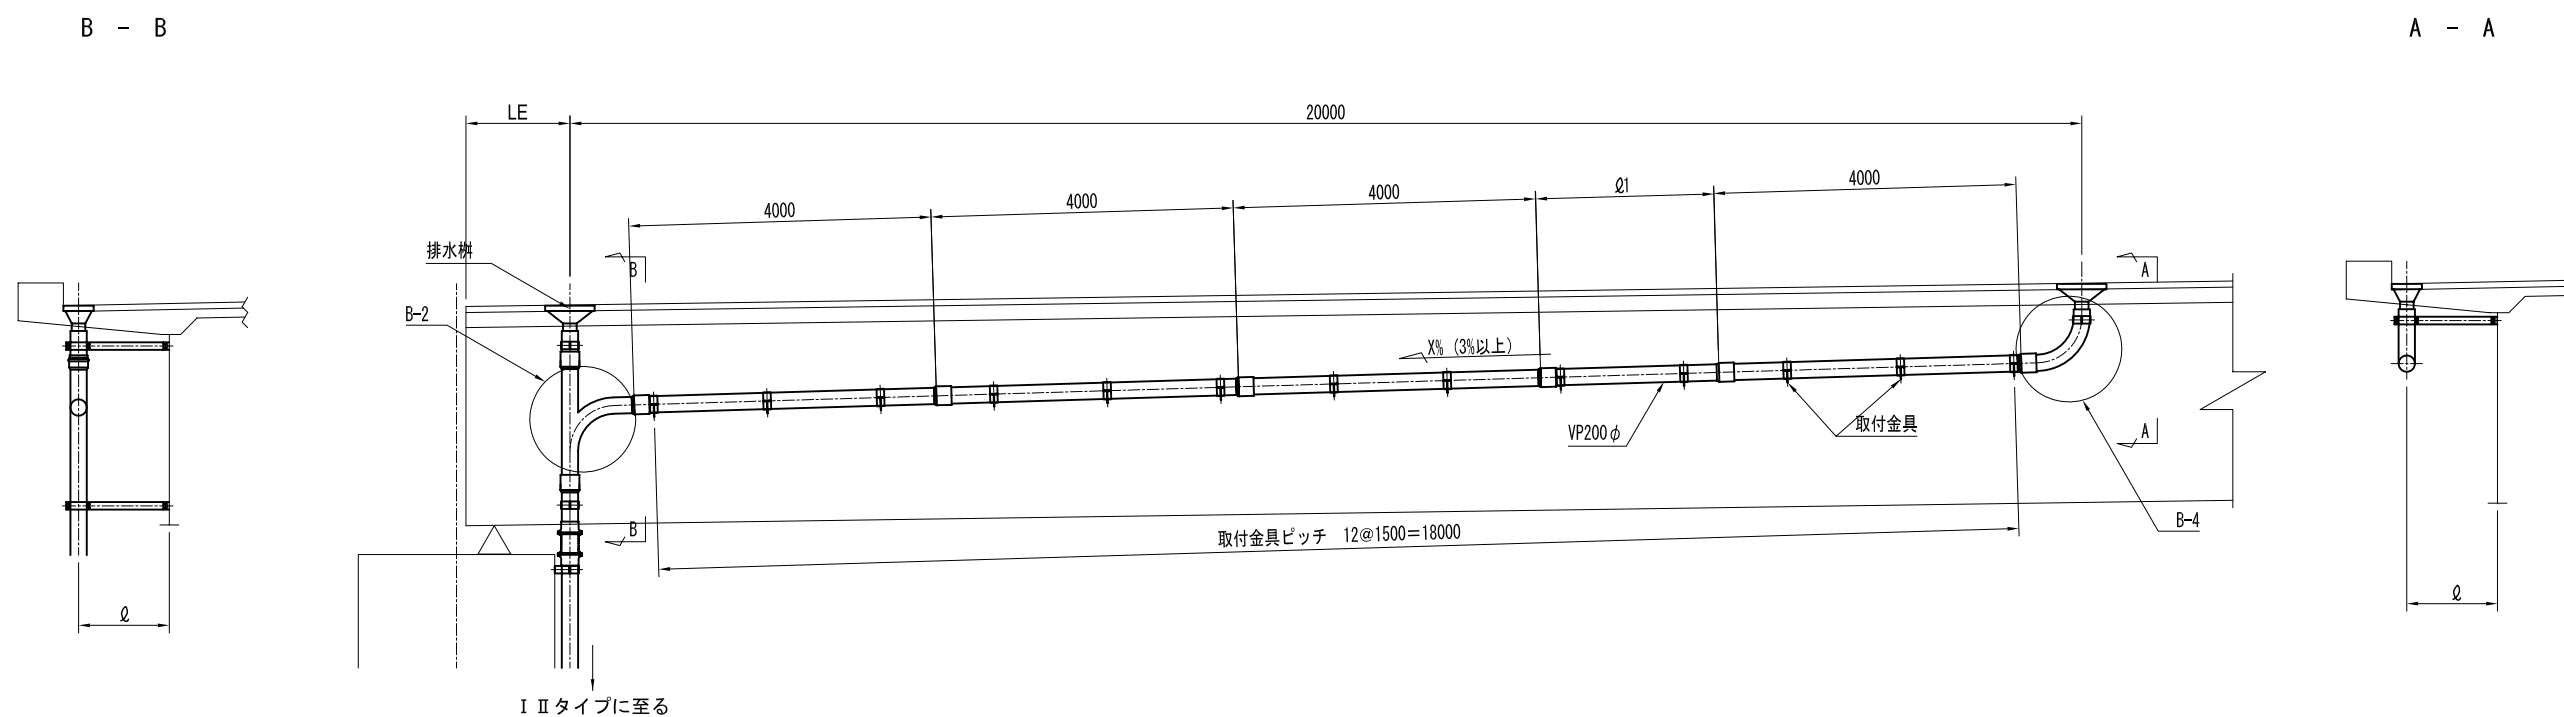 B － B
A － A
LE
20000
4000
4000
4000
ℓ1
4000
排水桝
B
A
B-2
X% (3%以上)
VP200φ
取付金具
A
B
B-4
取付金具ピッチ 12@1500=18000
ℓ
ℓ
Ⅰ Ⅱタイプに至る